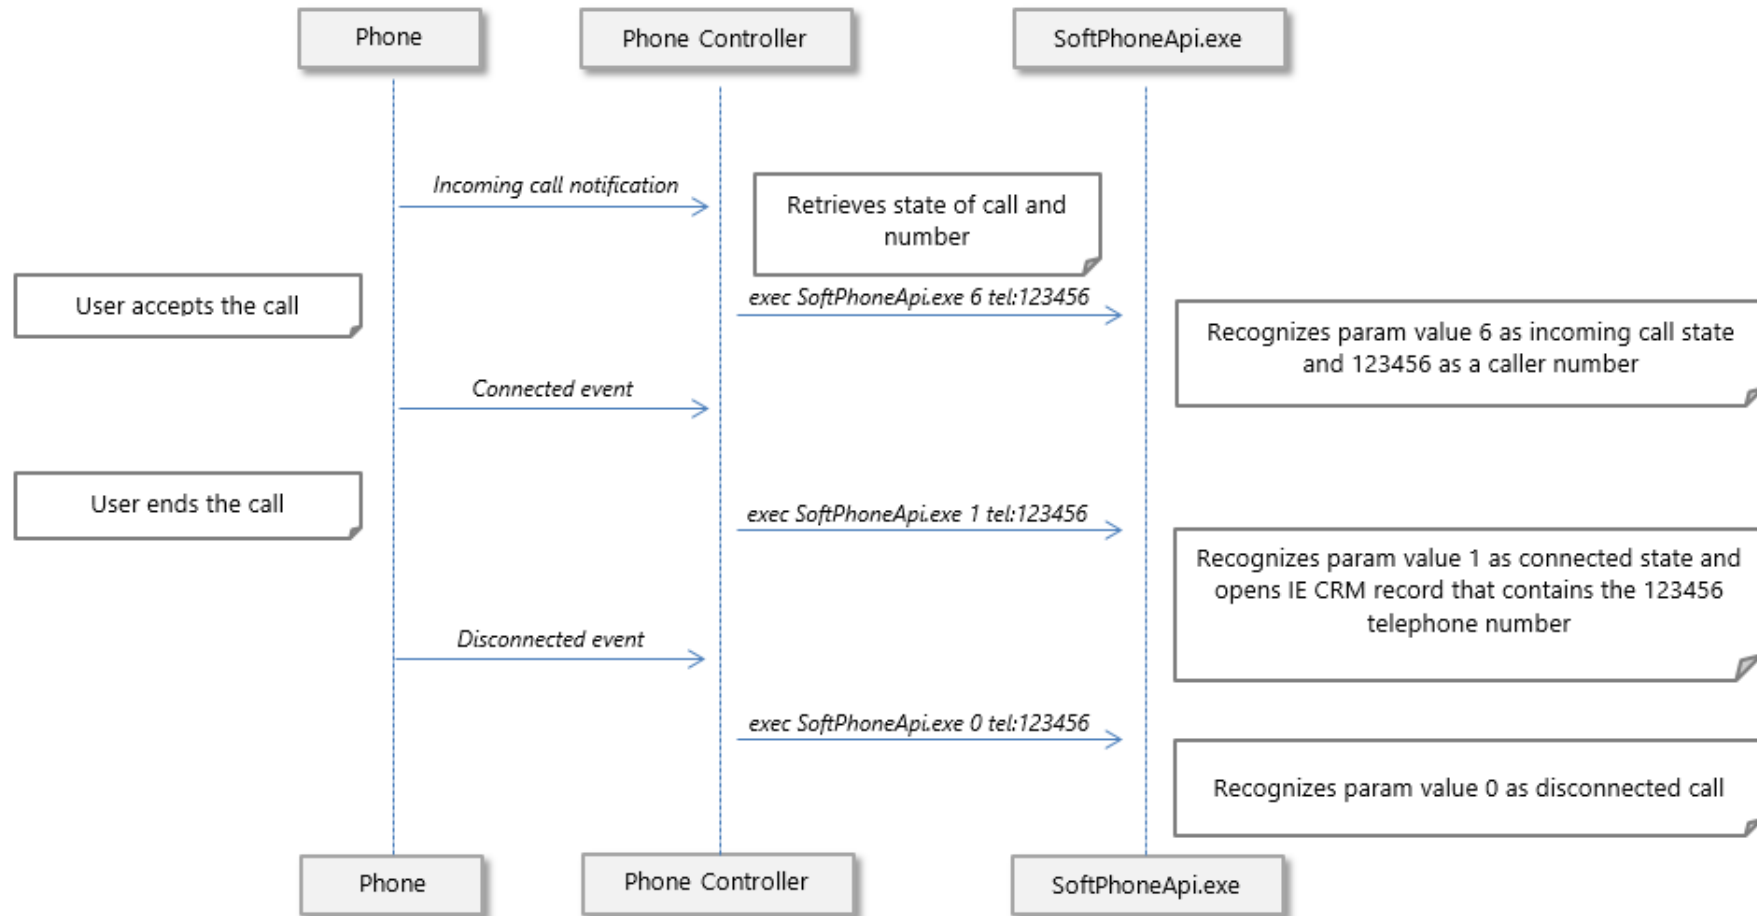 Phone
Phone Controller
SoftPhoneApi.exe
Incoming call notification
Retrieves state of call and
number
User accepts the call
exec SoftPhoneApi.exe 6 tel:123456
Recognizes param value 6 as incoming call state
and 123456 as a caller number
Connected event
User ends the call
exec SoftPhoneApi.exe 1 tel:123456
Recognizes param value 1 as connected state and
opens IE CRM record that contains the 123456
telephone number
Disconnected event
exec SoftPhoneApi.exe 0 tel:123456
Recognizes param value 0 as disconnected call
Phone
Phone Controller
SoftPhoneApi.exe